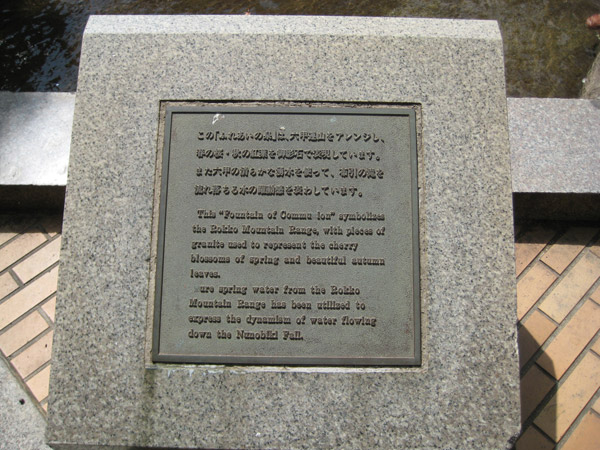 この「ふれあいの泉」は、六甲連山をアレンジし、
春の桜・秋の紅葉を御影石で表現しています。
また六甲の清らかな湧水を使って、布引の滝を
流れ落ちる水の躍動感を表わしています。
This "Fountain of Commu ion" symbolizes
the Rokko Mountain Range, with pieces of
granite used to represent the cherry
blossoms of spring and beautiful autumn
leaves.
ure spring water from the Rokko
Mountain Range has been utilized to
express the dynamism of water flowing
down the Nunobiki Fall.